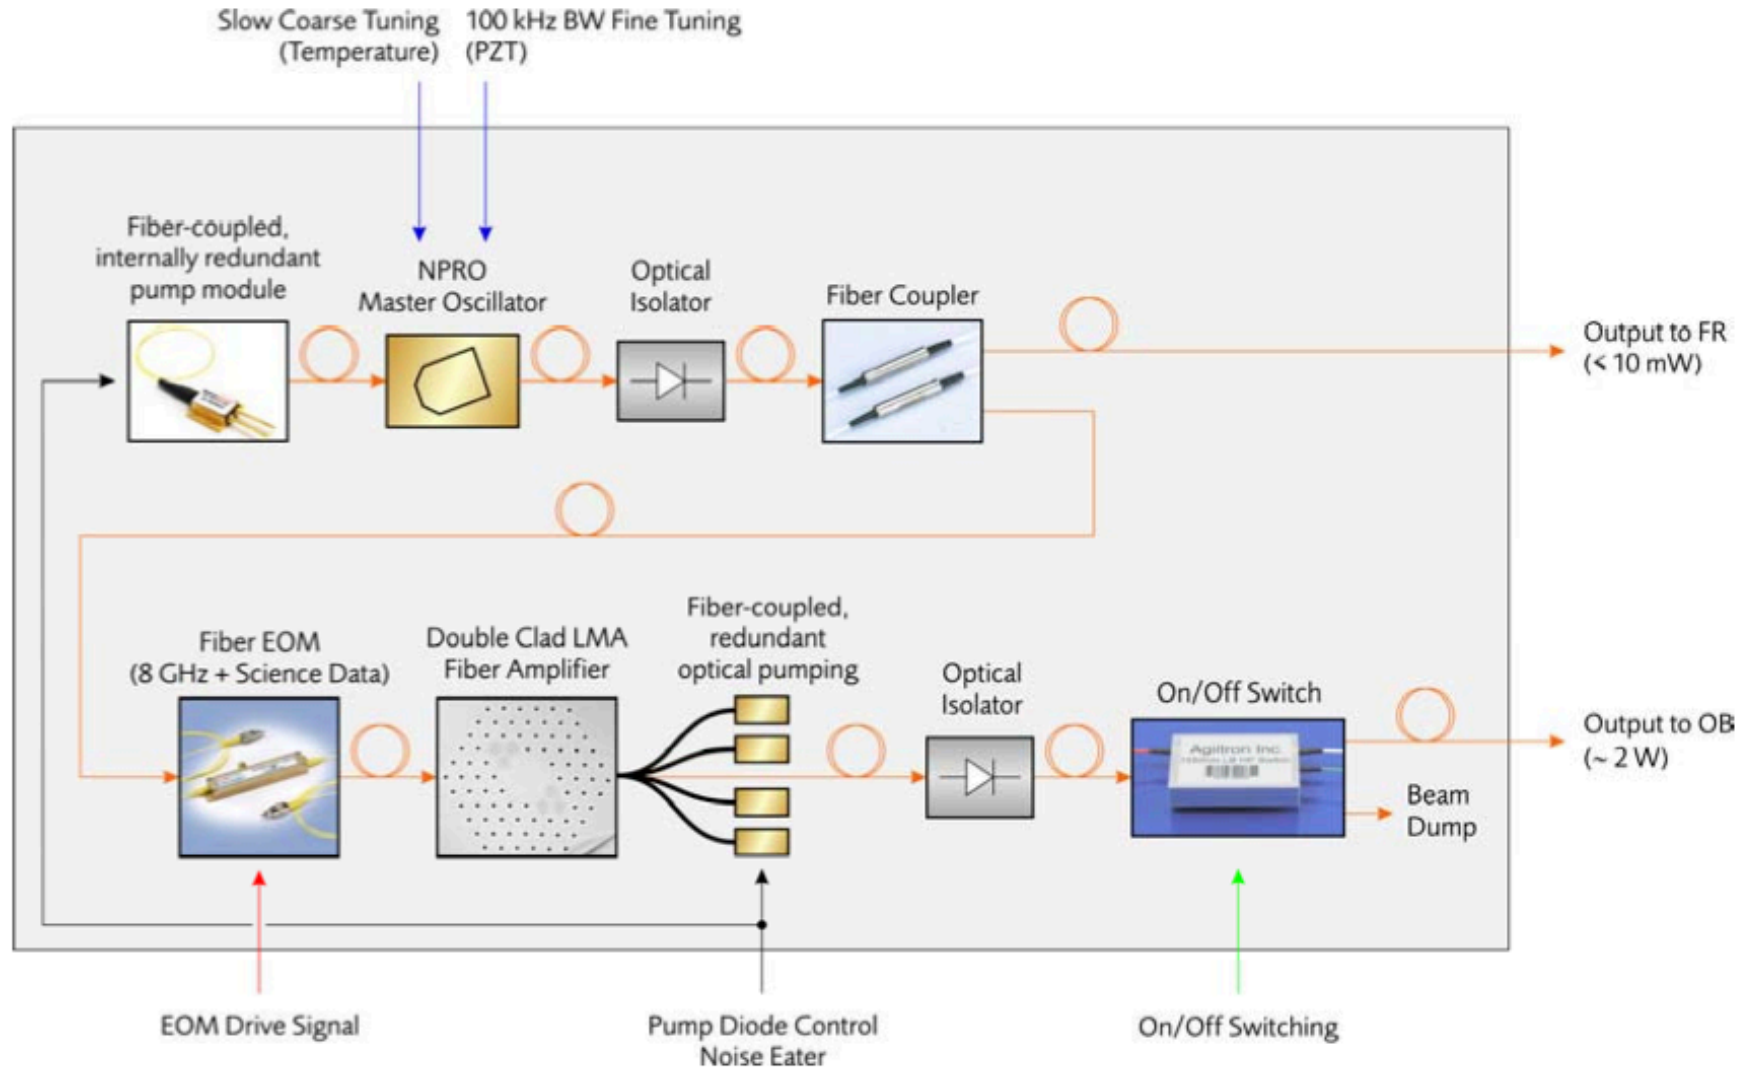 Slow Coarse Tuning
(Temperature)
100 kHz BW Fine Tuning
(PZT)
Fiber-coupled,
internally redundant
pump module
NPRO
Master Oscillator
Optical
Isolator
Fiber Coupler
Output to FR
(< 10 mW)
Fiber EOM
(8 GHz + Science Data)
Double Clad LMA
Fiber Amplifier
Fiber-coupled,
redundant
optical pumping
Optical
Isolator
On/Off Switch
Agiltron Inc.
Output to OB
(~ 2 W)
Beam
Dump
EOM Drive Signal
Pump Diode Control
Noise Eater
On/Off Switching